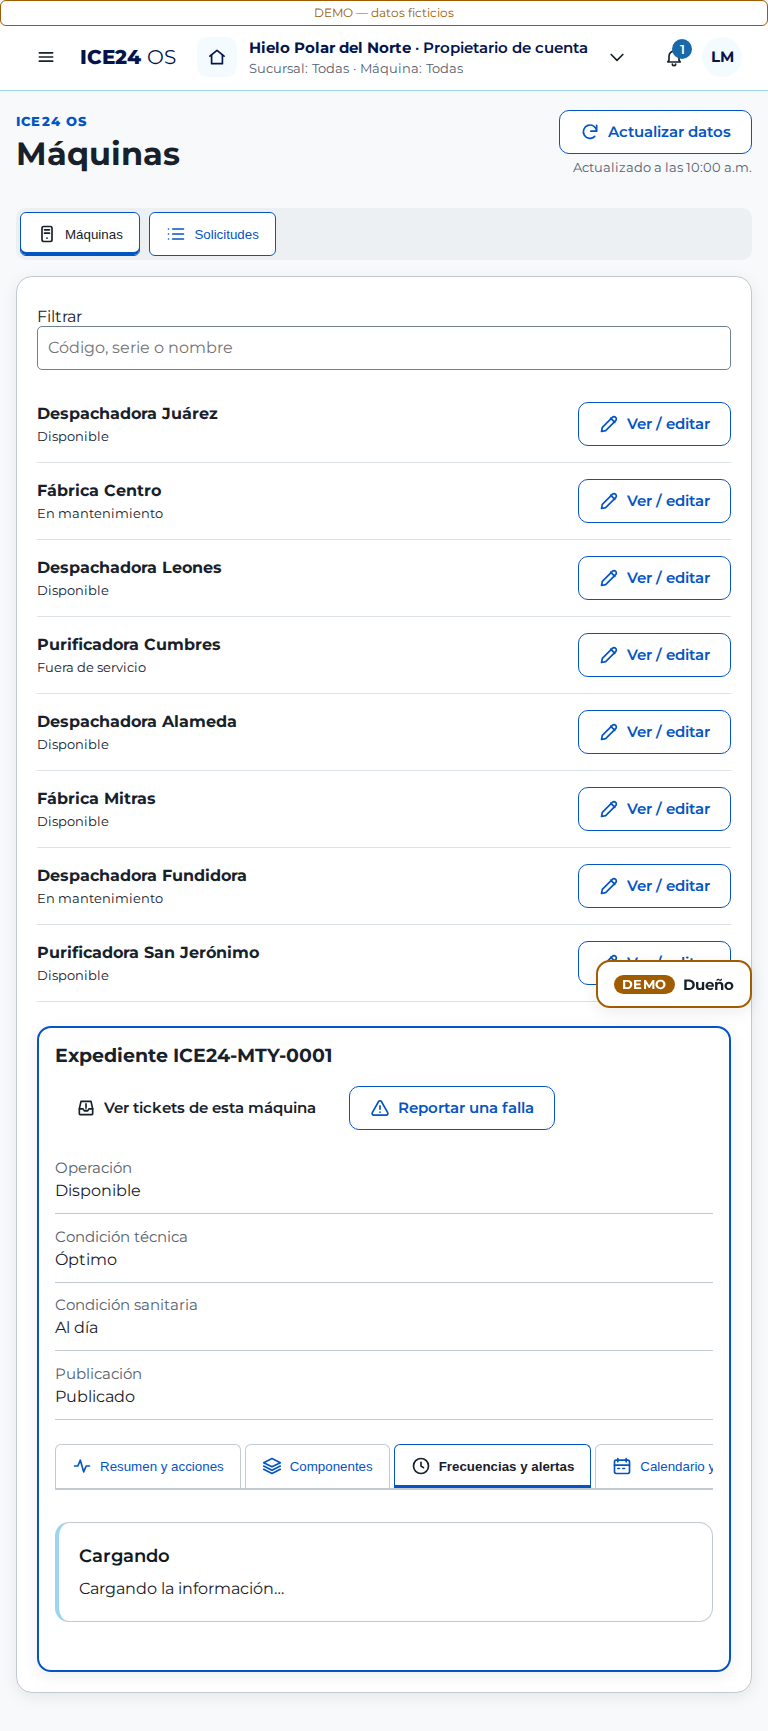 DEMO — datos ficticios
ICE24 OS
Hielo Polar del Norte · Propietario de cuenta
Sucursal: Todas · Máquina: Todas
1
LM
ICE24 OS
Máquinas
Actualizar datos
Actualizado a las 10:00 a.m.
Máquinas
Solicitudes
Filtrar
Código, serie o nombre
Despachadora Juárez
Disponible
Ver / editar
Fábrica Centro
En mantenimiento
Ver / editar
Despachadora Leones
Disponible
Ver / editar
Purificadora Cumbres
Fuera de servicio
Ver / editar
Despachadora Alameda
Disponible
Ver / editar
Fábrica Mitras
Disponible
Ver / editar
Despachadora Fundidora
En mantenimiento
Ver / editar
Purificadora San Jerónimo
Disponible
DEMO Dueño
Expediente ICE24-MTY-0001
Ver tickets de esta máquina
Reportar una falla
Operación
Disponible
Condición técnica
Óptimo
Condición sanitaria
Al día
Publicación
Publicado
Resumen y acciones
Componentes
Frecuencias y alertas
Calendario y
Cargando
Cargando la información...